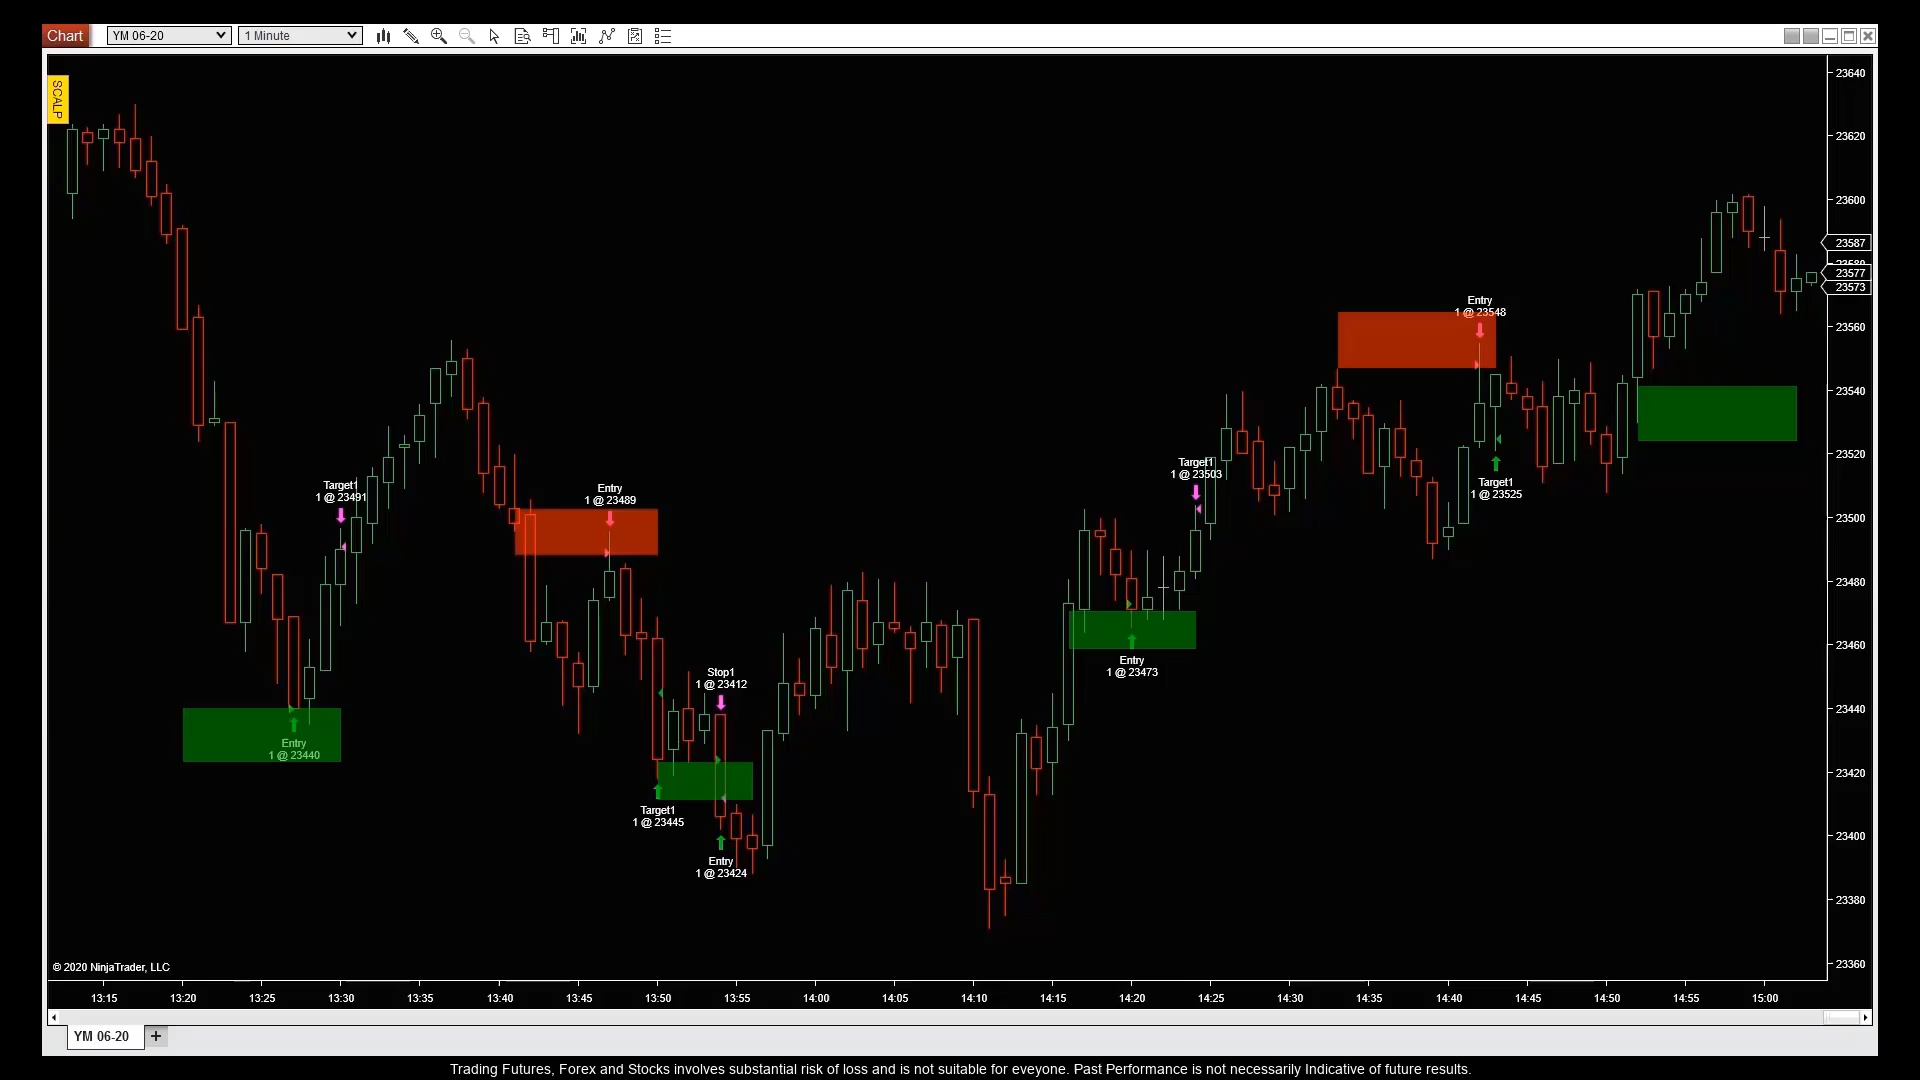 Chart
YM 06-20
1 Minute
SCALP
23640
23620
23600
23587
23580
23577
23573
23560
23540
23520
23500
23480
23460
23440
23420
23400
23380
23360
Entry
1 @ 23548
Target1
1 @ 23503
Target1
1 @ 23491
Entry
1 @ 23489
Target1
1 @ 23525
Entry
1 @ 23473
Stop1
1 @ 23412
Entry
1 @ 23440
Target1
1 @ 23445
Entry
1 @ 23424
© 2020 NinjaTrader, LLC
13:15 13:20 13:25 13:30 13:35 13:40 13:45 13:50 13:55 14:00 14:05 14:10 14:15 14:20 14:25 14:30 14:35 14:40 14:45 14:50 14:55 15:00
YM 06-20 +
Trading Futures, Forex and Stocks involves substantial risk of loss and is not suitable for eveyone. Past Performance is not necessarily Indicative of future results.